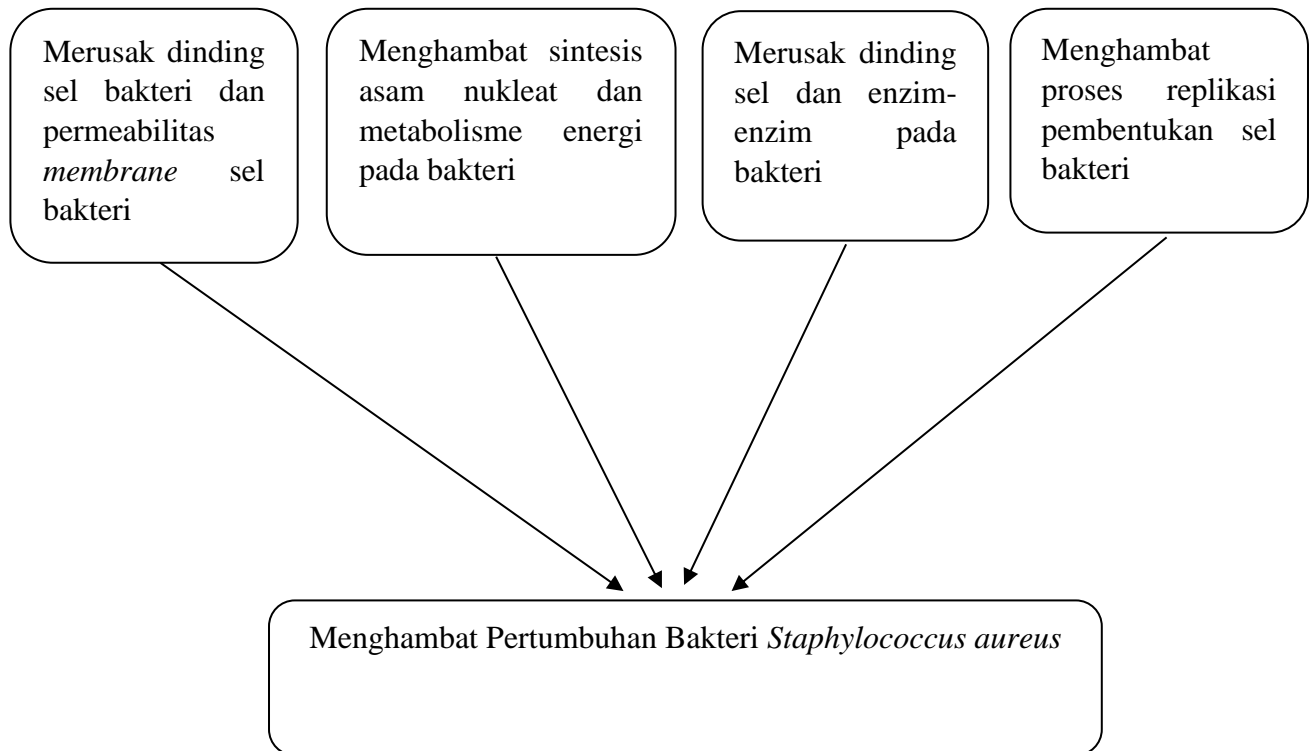 Merusak dinding
sel bakteri dan
permeabilitas
membrane sel
bakteri
Menghambat sintesis
asam nukleat dan
metabolisme energi
pada bakteri
Merusak dinding
sel dan enzim-
enzim pada
bakteri
Menghambat
proses replikasi
pembentukan sel
bakteri
Menghambat Pertumbuhan Bakteri Staphylococcus aureus